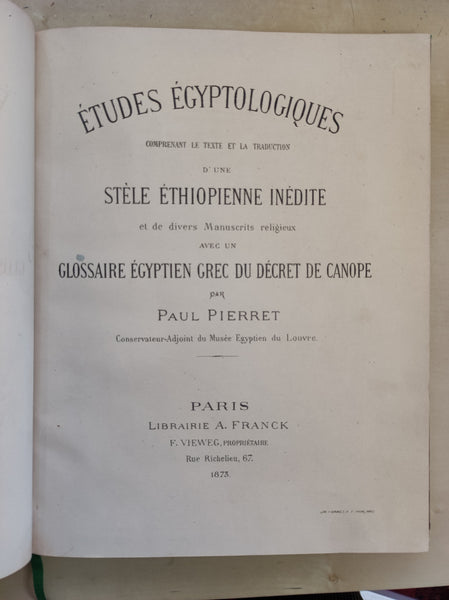 ÉTUDES ÉGYPTOLOGIQUES
COMPRENANT LE TEXTE ET LA TRADUCTION
D'UNE
STÈLE ÉTHIOPIENNE INÉDITE
et de divers Manuscrits religieux
AVEC UN
GLOSSAIRE ÉGYPTIEN GREC DU DÉCRET DE CANOPE
PAR
PAUL PIERRET
Conservateur-Adjoint du Musée Egyptien du Louvre.
PARIS
LIBRAIRIE A. FRANCK
F. VIEWEG, PROPRIÉTAIRE
Rue Richelieu, 67.
1873.